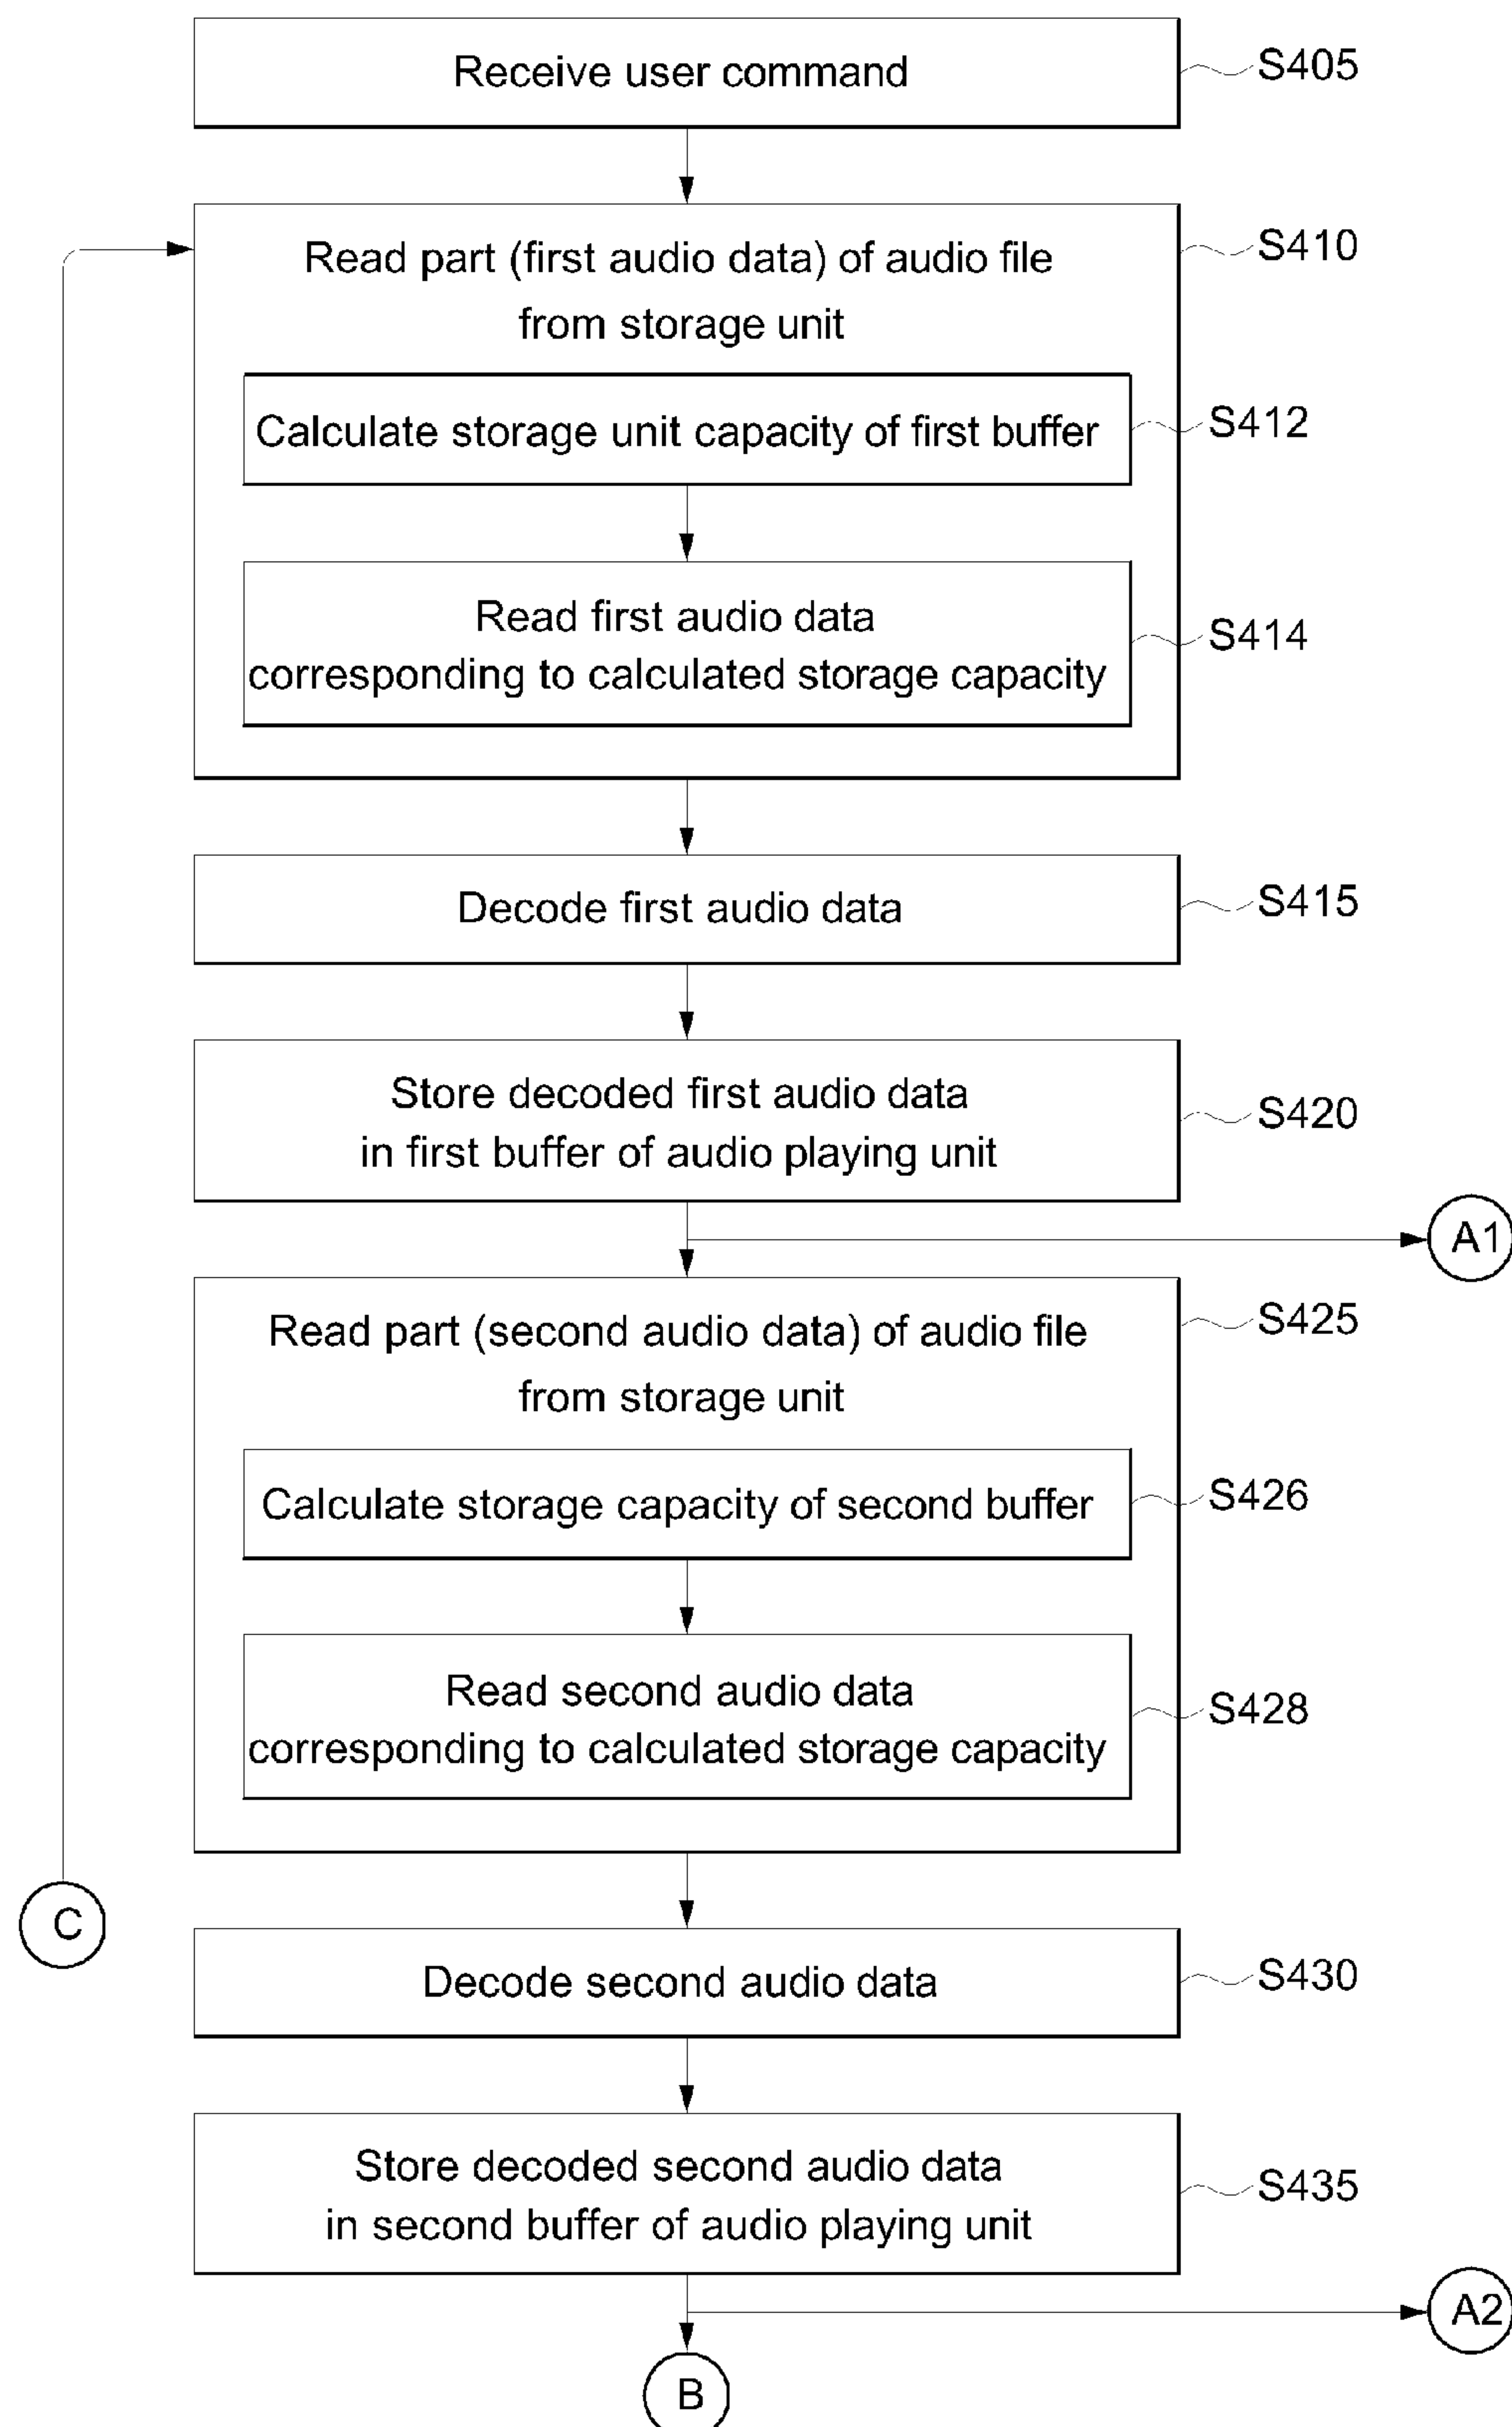 Receive user command
S405
Read part (first audio data) of audio file
S410
from storage unit
Calculate storage unit capacity of first buffer
S412
Read first audio data
S414
corresponding to calculated storage capacity
Decode first audio data
S415
Store decoded first audio data
S420
in first buffer of audio playing unit
A1
Read part (second audio data) of audio file
S425
from storage unit
Calculate storage capacity of second buffer
S426
Read second audio data
S428
corresponding to calculated storage capacity
C
Decode second audio data
S430
Store decoded second audio data
S435
in second buffer of audio playing unit
A2
B